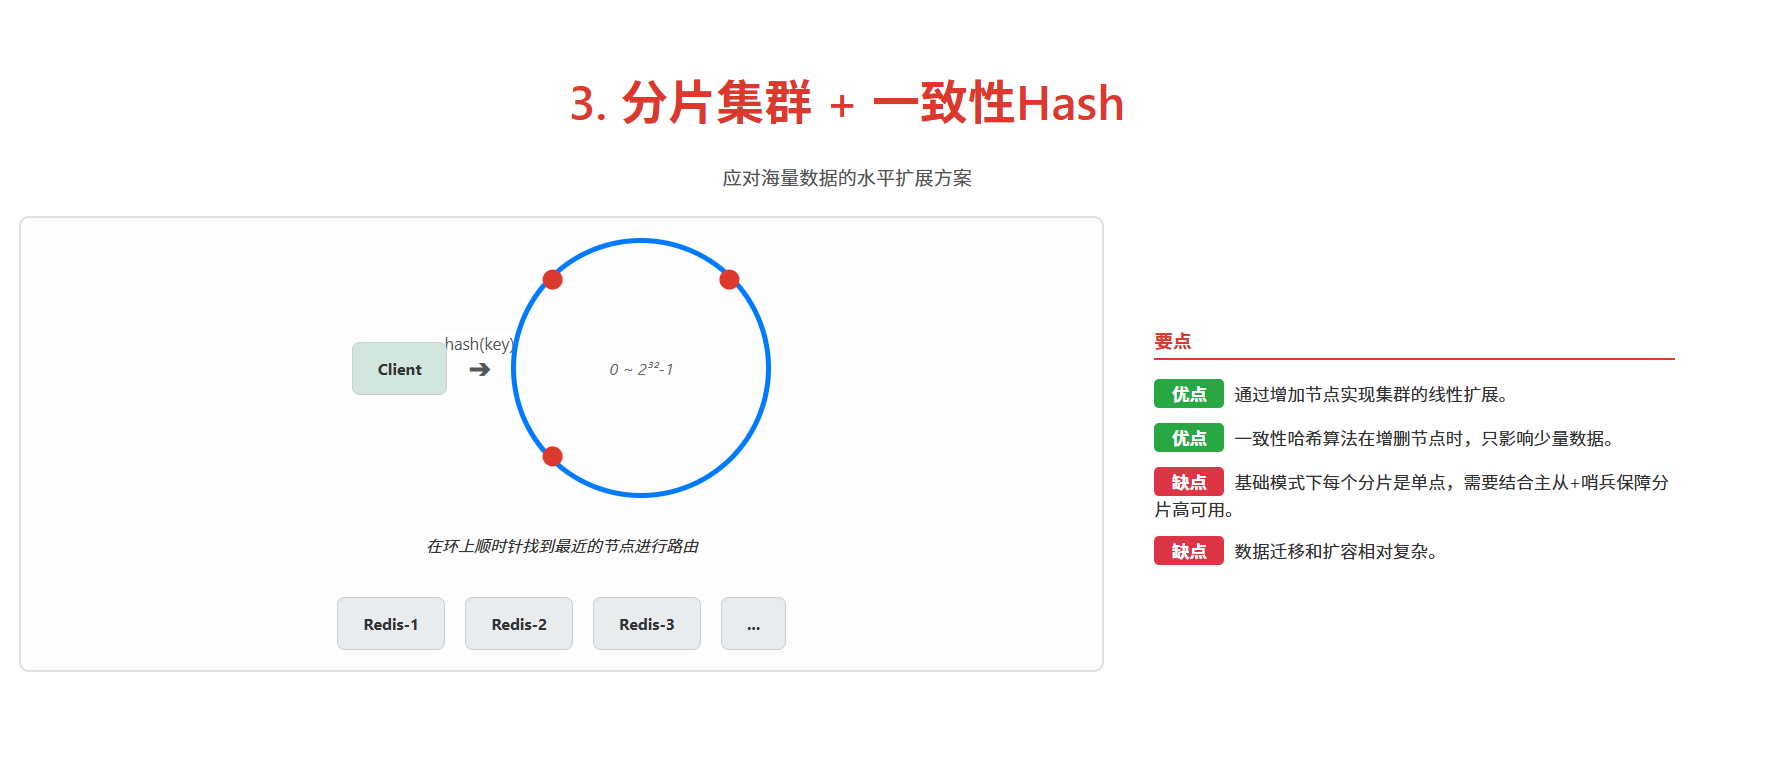 3. 分片集群 + 一致性Hash
应对海量数据的水平扩展方案
hash(key)
Client
➔
0 ~ 2³²-1
在环上顺时针找到最近的节点进行路由
Redis-1
Redis-2
Redis-3
...
要点
优点 通过增加节点实现集群的线性扩展。
优点 一致性哈希算法在增删节点时，只影响少量数据。
缺点 基础模式下每个分片是单点，需要结合主从+哨兵保障分
片高可用。
缺点 数据迁移和扩容相对复杂。